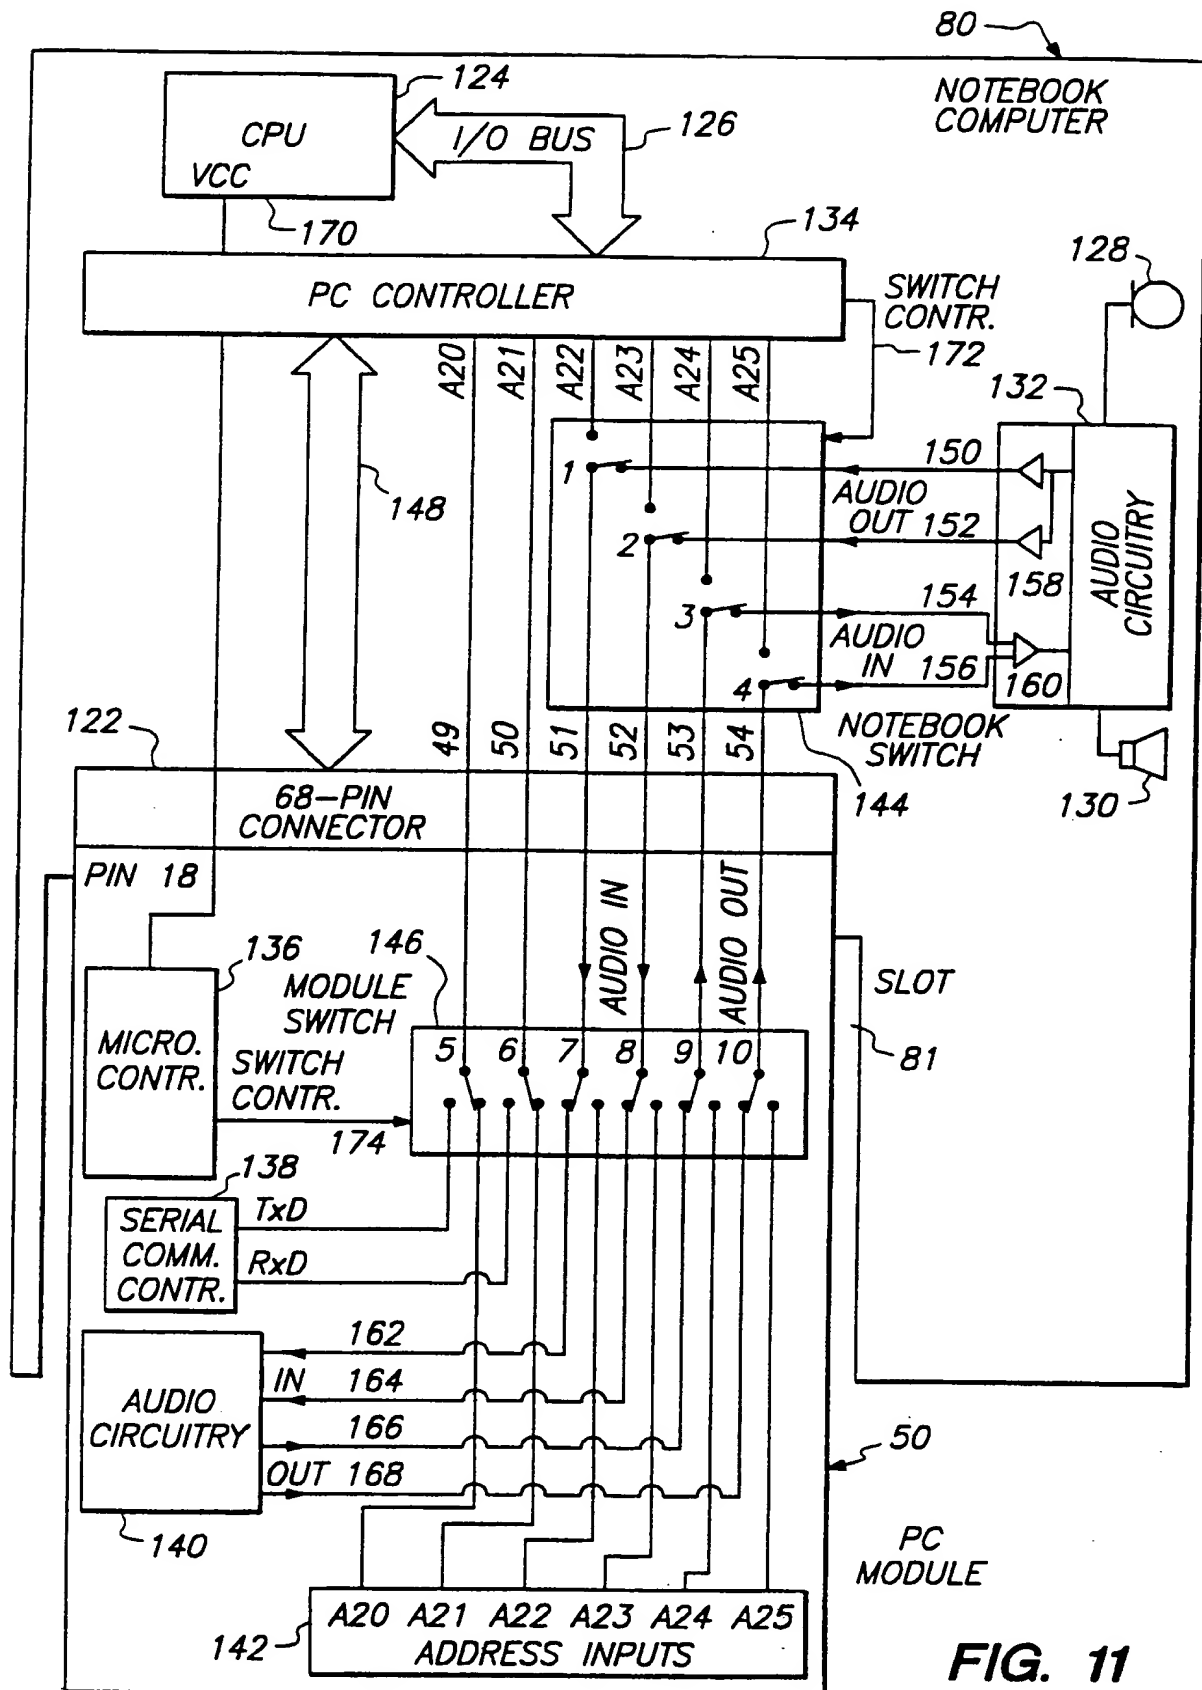 80
NOTEBOOK
COMPUTER
124
CPU
VCC
I/O BUS
126
170
134
PC CONTROLLER
128
SWITCH
CONTR.
172
A20
A21
A22
A23
A24
A25
132
148
1
150
AUDIO
OUT
152
2
158
AUDIO
CIRCUITRY
3
154
AUDIO
IN
156
160
4
122
49
50
51
52
53
54
NOTEBOOK
SWITCH
144
130
68-PIN
CONNECTOR
PIN 18
136
146
MODULE
SWITCH
AUDIO IN
AUDIO OUT
SLOT
81
MICRO.
CONTR.
SWITCH
CONTR.
174
5
6
7
8
9
10
138
SERIAL
COMM.
CONTR.
TxD
RxD
162
IN
164
AUDIO
CIRCUITRY
166
OUT
168
50
140
PC
MODULE
A20
A21
A22
A23
A24
A25
142
ADDRESS INPUTS
FIG. 11